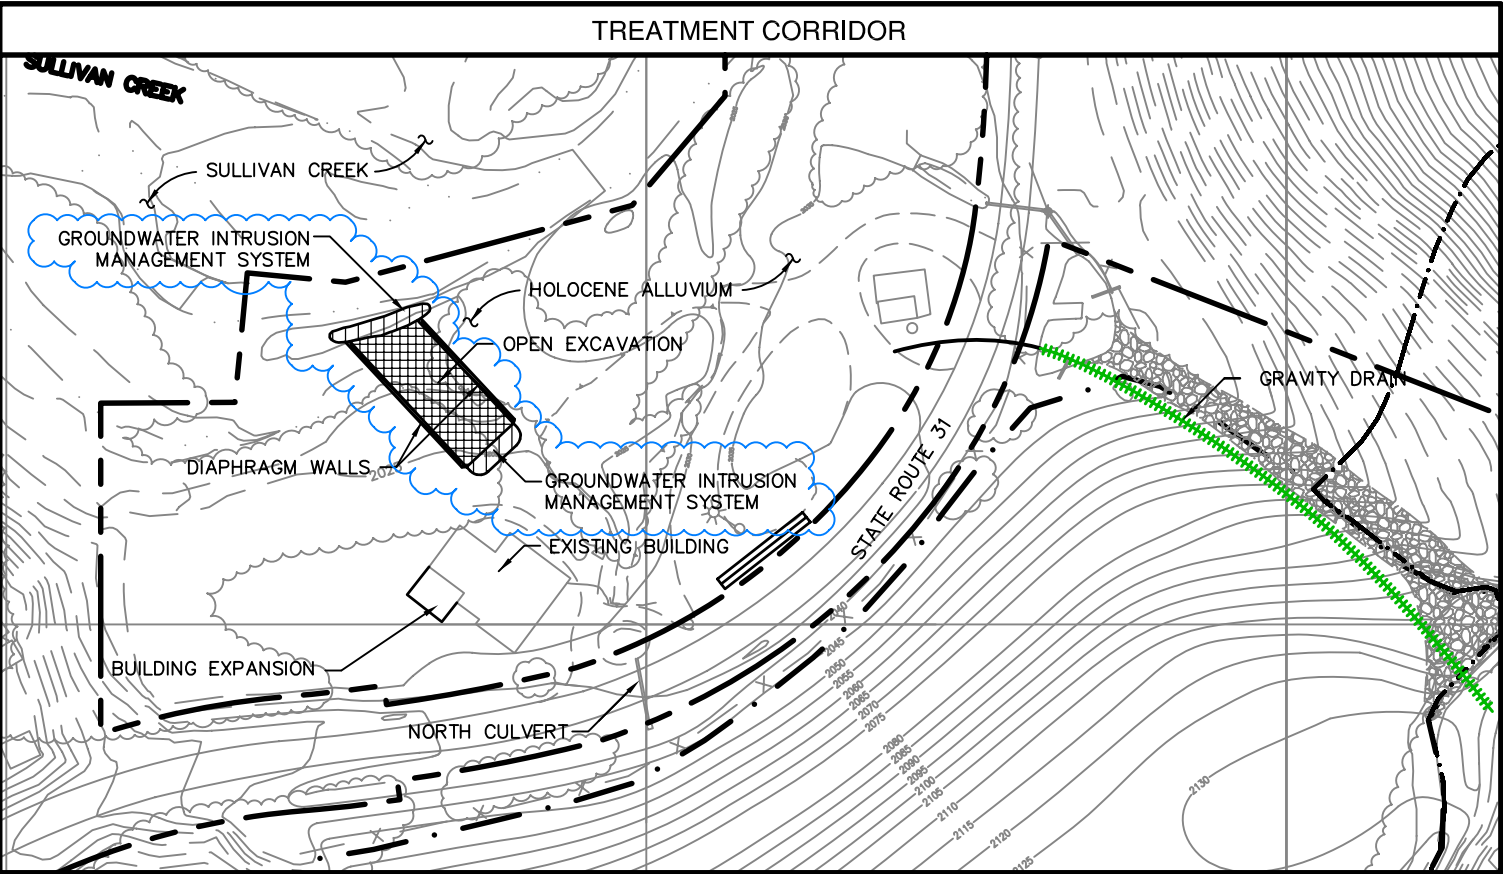 TREATMENT CORRIDOR
SULLIVAN CREEK
SULLIVAN CREEK
GROUNDWATER INTRUSION
MANAGEMENT SYSTEM
HOLOCENE ALLUVIUM
OPEN EXCAVATION
GRAVITY DRAIN
DIAPHRAGM WALLS
GROUNDWATER INTRUSION
MANAGEMENT SYSTEM
STATE ROUTE 31
EXISTING BUILDING
BUILDING EXPANSION
NORTH CULVERT
2040
2045
2050
2055
2060
2065
2070
2075
2080
2085
2090
2095
2100
2105
2110
2115
2120
2125
2130